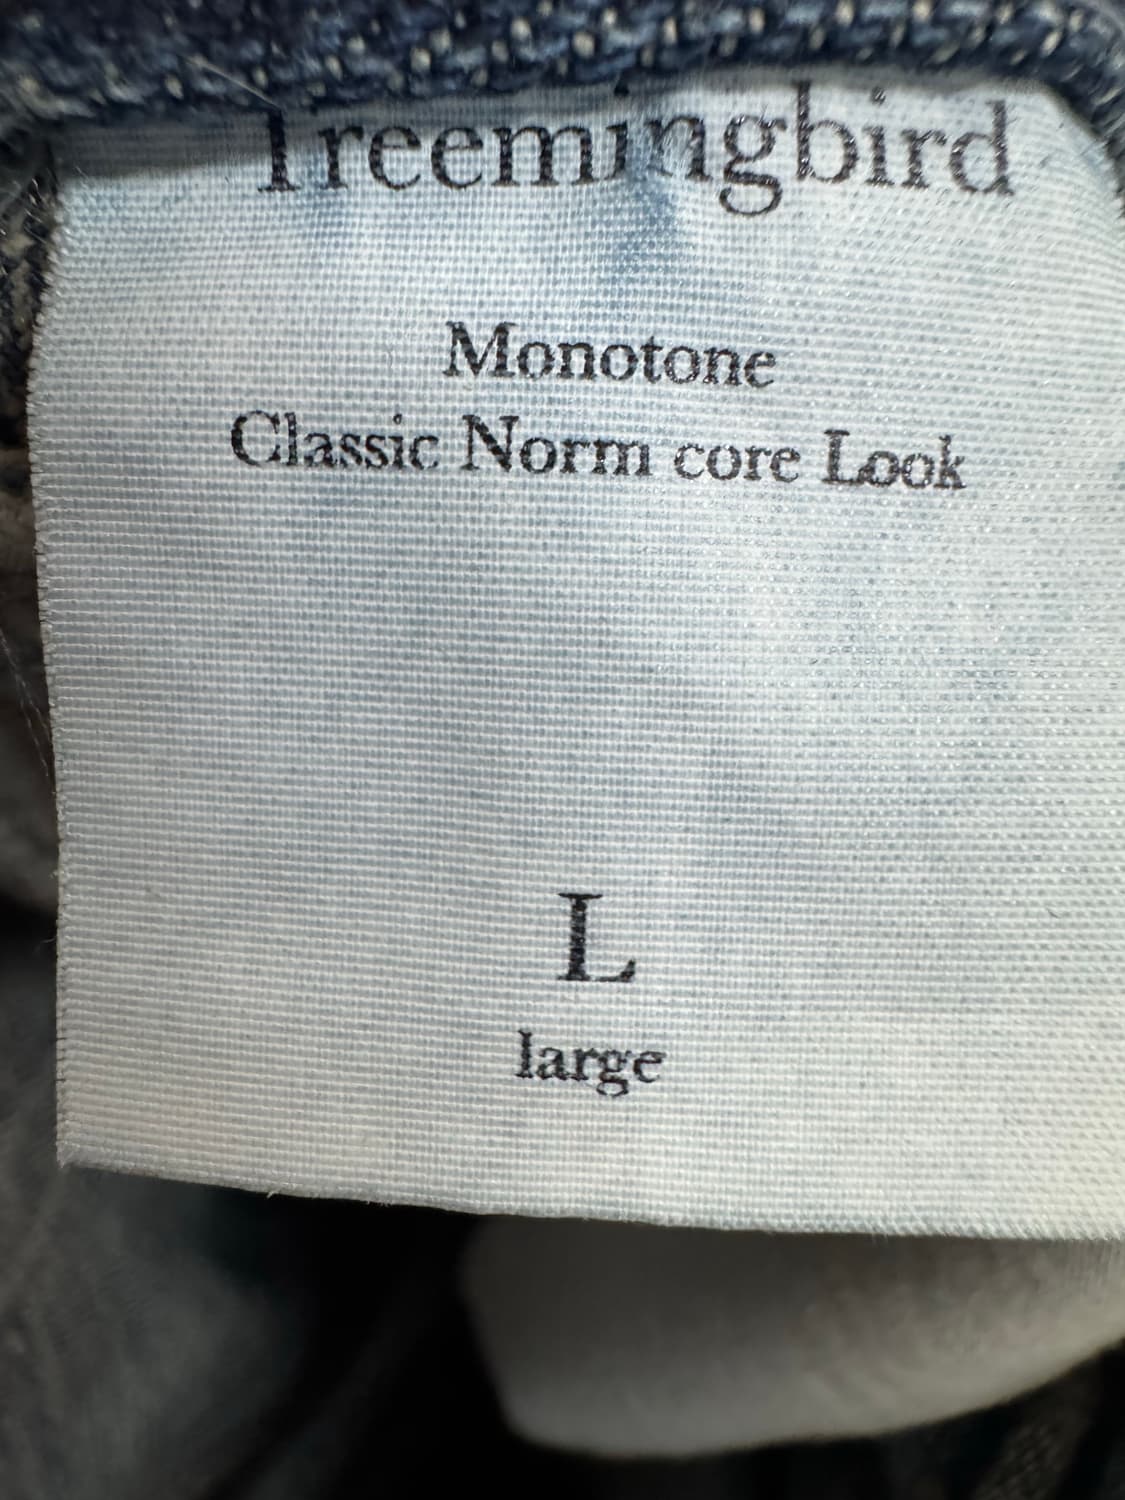 Treemingbird
Monotone
Classic Norm core Look
L
large